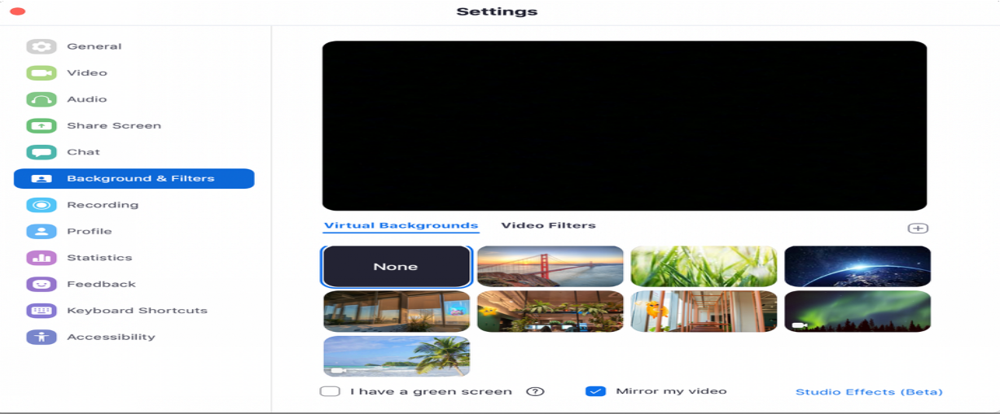 Settings
General
Video
Audio
Share Screen
Chat
Background & Filters
Recording
Profile
Statistics
Feedback
Keyboard Shortcuts
Accessibility
Virtual Backgrounds
Video Filters
None
I have a green screen
?
Mirror my video
Studio Effects (Beta)